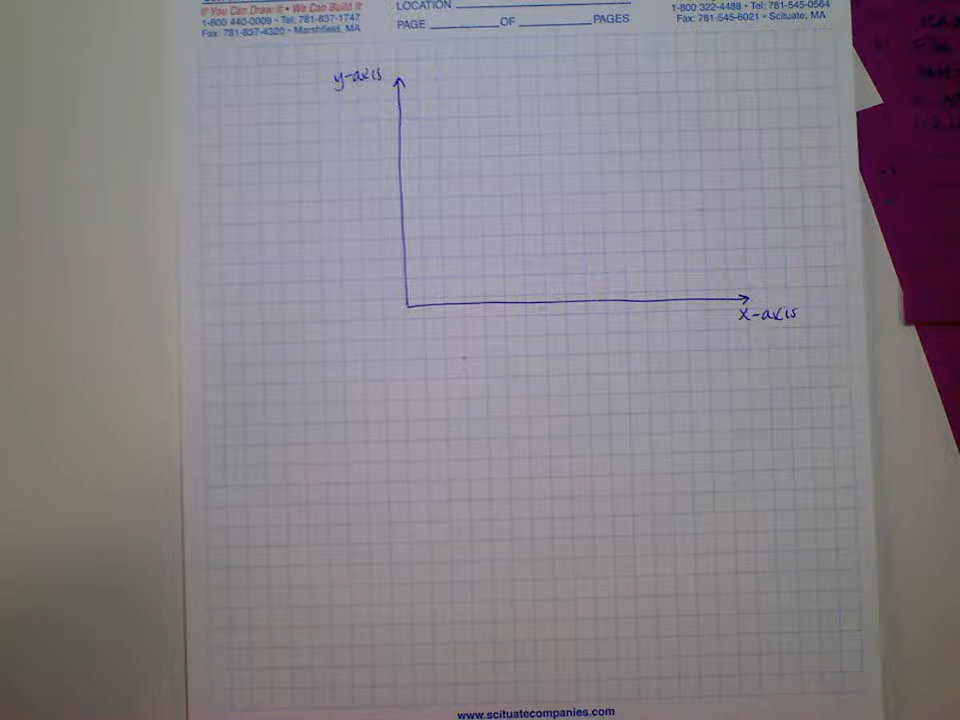 If You Can Draw It • We Can Build It
1-800 440-0009 • Tel: 781-837-1747
Fax: 781-837-4320 • Marshfield, MA
LOCATION
PAGE OF PAGES
1-800 322-4488 • Tel: 781-545-0564
Fax: 781-545-6021 • Scituate, MA
y-axis
x-axis
www.scituatecompanies.com